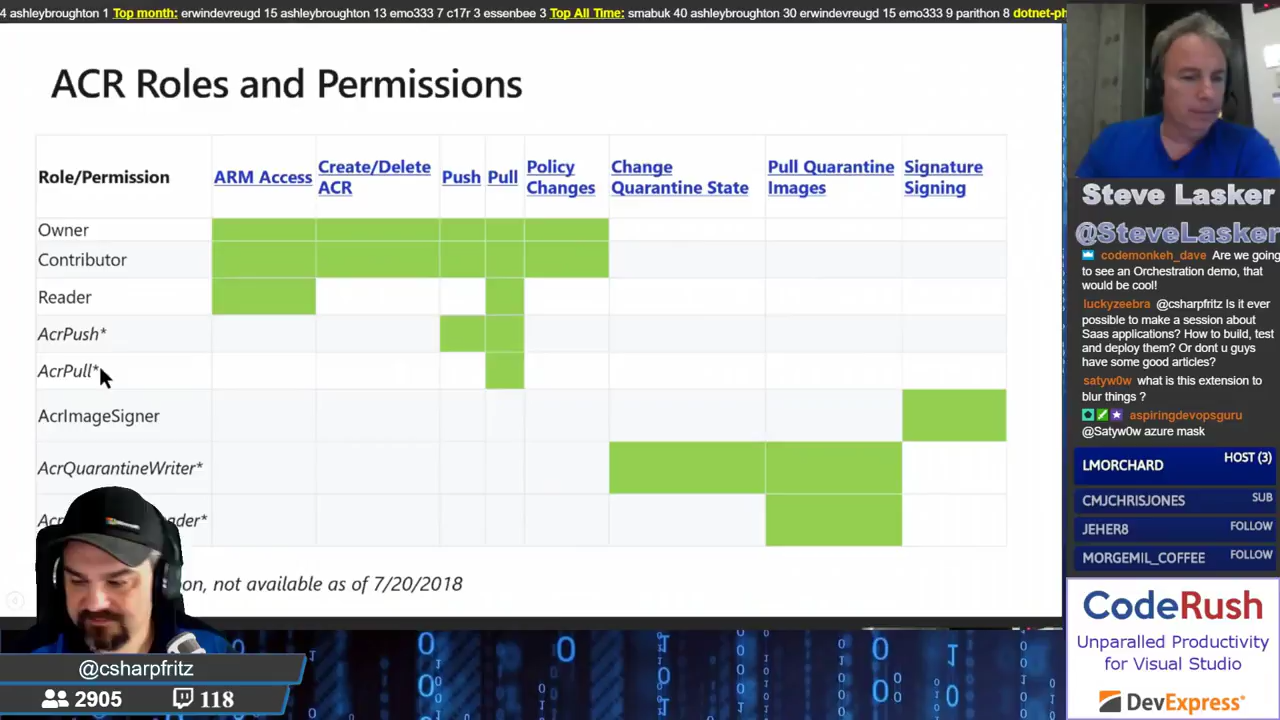 4 ashleybroughton 1 Top month: erwindevreugd 15 ashleybroughton 13 emo333 7 c17r 3 essenbee 3 Top All Time: smabuk 40 ashleybroughton 30 erwindevreugd 15 emo333 9 parithon 8
ACR Roles and Permissions
Role/Permission ARM Access Create/Delete ACR Push Pull Policy Changes Change Quarantine State Pull Quarantine Images Signature Signing
Owner
Contributor
Reader
AcrPush*
AcrPull*
AcrImageSigner
AcrQuarantineWriter*
not available as of 7/20/2018
@csharpfritz
2905 118
Steve Lasker
@SteveLasker
codemonkeh_dave Are we going
to see an Orchestration demo, that
would be cool!
luckyzeebra @csharpfritz Is it ever
possible to make a session about
Saas applications? How to build, test
and deploy them? Or dont u guys
have some good articles?
satyw0w what is this extension to
blur things ?
aspiringdevopsguru
@Satyw0w azure mask
LMORCHARD HOST (3)
CMJCHRISJONES SUB
JEHER8 FOLLOW
MORGEMIL_COFFEE FOLLOW
CodeRush
Unparalled Productivity
for Visual Studio
DevExpress